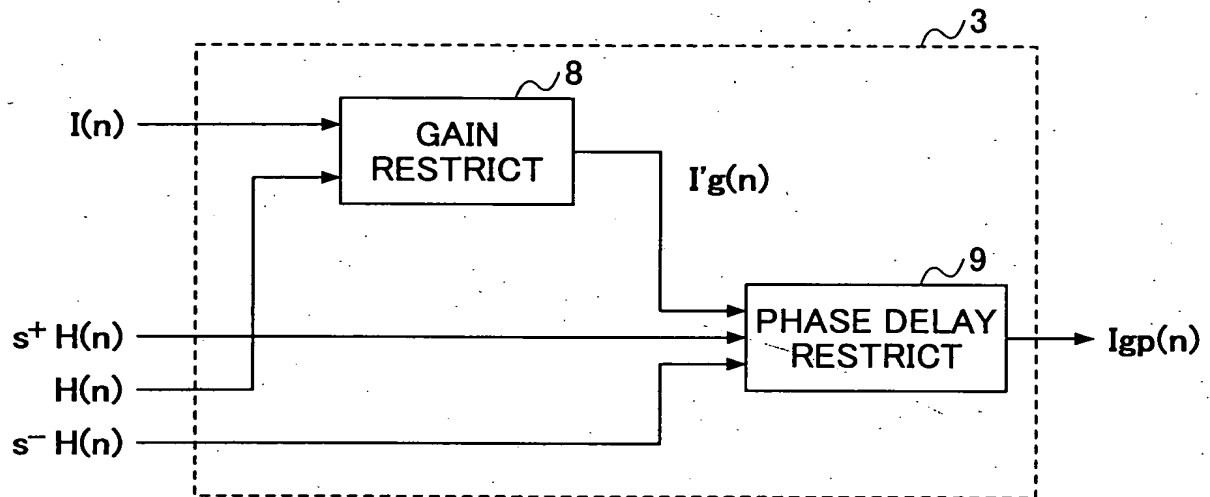 3
8
I(n)
GAIN
RESTRICT
I'g(n)
9
s⁺ H(n)
PHASE DELAY
RESTRICT
Igp(n)
H(n)
s⁻ H(n)